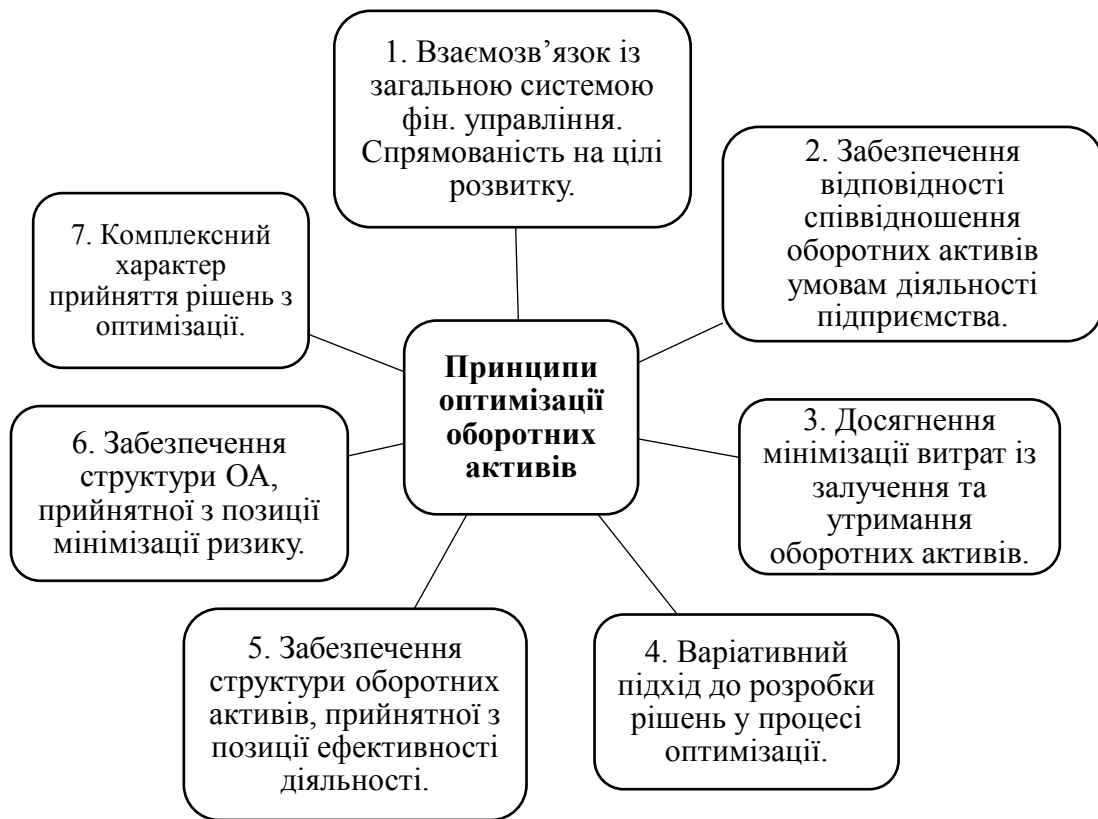 1. Взаємозв’язок із
загальною системою
фін. управління.
Спрямованість на цілі
розвитку.
2. Забезпечення
відповідності
співвідношення
оборотних активів
умовам діяльності
підприємства.
3. Досягнення
мінімізації витрат із
залучення та
утримання
оборотних активів.
4. Варіативний
підхід до розробки
рішень у процесі
оптимізації.
5. Забезпечення
структури оборотних
активів, прийнятної з
позиції ефективності
діяльності.
6. Забезпечення
структури ОА,
прийнятної з позиції
мінімізації ризику.
7. Комплексний
характер
прийняття рішень з
оптимізації.
Принципи
оптимізації
оборотних
активів